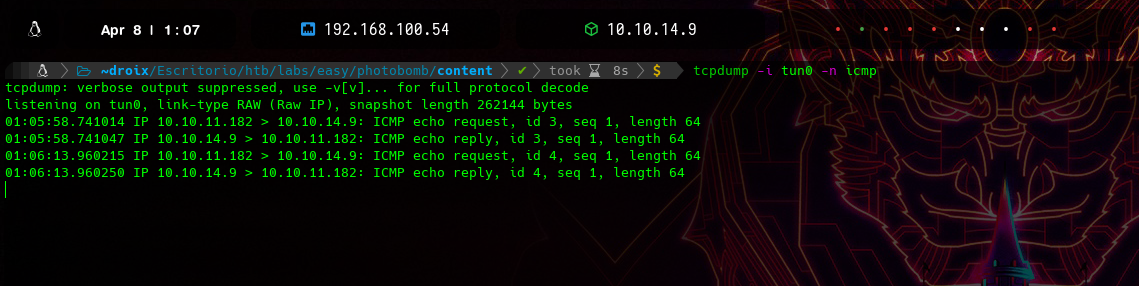 Apr 8 | 1:07 192.168.100.54 10.10.14.9
~droix/Escritorio/htb/labs/easy/photobomb/content ✔ took 8s $ tcpdump -i tun0 -n icmp
tcpdump: verbose output suppressed, use -v[v]... for full protocol decode
listening on tun0, link-type RAW (Raw IP), snapshot length 262144 bytes
01:05:58.741014 IP 10.10.11.182 > 10.10.14.9: ICMP echo request, id 3, seq 1, length 64
01:05:58.741047 IP 10.10.14.9 > 10.10.11.182: ICMP echo reply, id 3, seq 1, length 64
01:06:13.960215 IP 10.10.11.182 > 10.10.14.9: ICMP echo request, id 4, seq 1, length 64
01:06:13.960250 IP 10.10.14.9 > 10.10.11.182: ICMP echo reply, id 4, seq 1, length 64